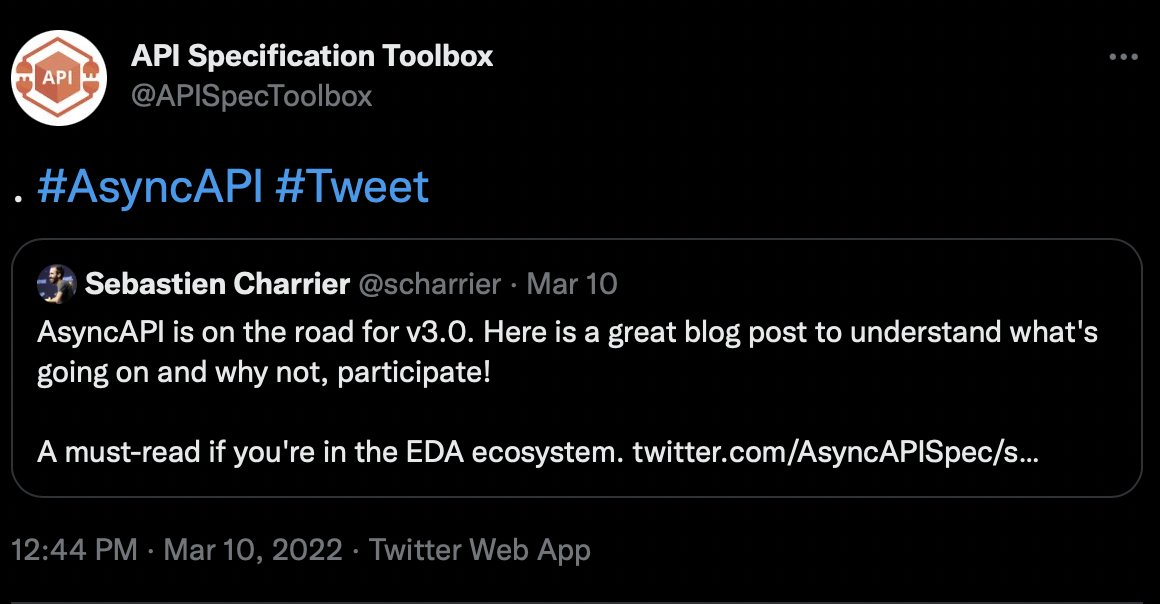 API
API Specification Toolbox
@APISpecToolbox
. #AsyncAPI #Tweet
Sebastien Charrier @scharrier · Mar 10
AsyncAPI is on the road for v3.0. Here is a great blog post to understand what's
going on and why not, participate!
A must-read if you're in the EDA ecosystem. twitter.com/AsyncAPISpec/s...
12:44 PM · Mar 10, 2022 · Twitter Web App